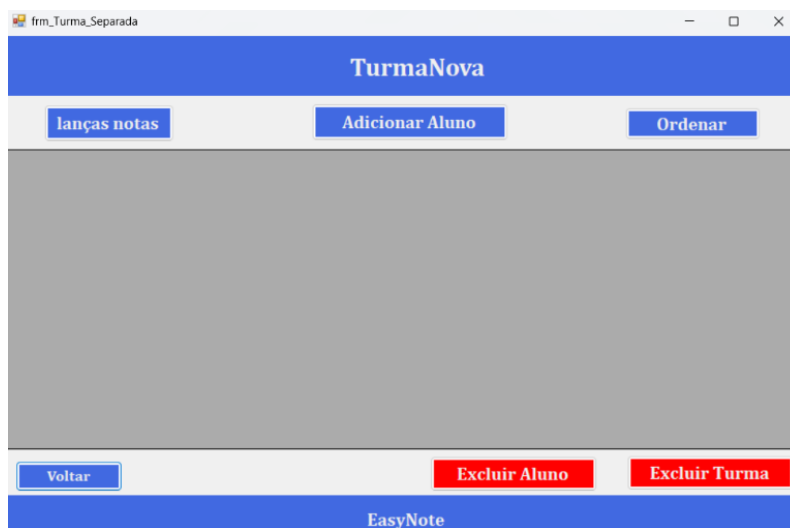 frm_Turma_Separada
TurmaNova
lanças notas
Adicionar Aluno
Ordenar
Voltar
Excluir Aluno
Excluir Turma
EasyNote